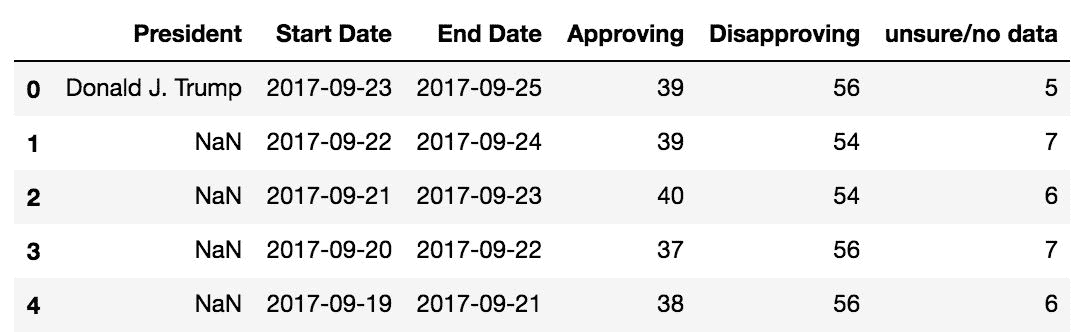 President Start Date End Date Approving Disapproving unsure/no data
0 Donald J. Trump 2017-09-23 2017-09-25 39 56 5
1 NaN 2017-09-22 2017-09-24 39 54 7
2 NaN 2017-09-21 2017-09-23 40 54 6
3 NaN 2017-09-20 2017-09-22 37 56 7
4 NaN 2017-09-19 2017-09-21 38 56 6